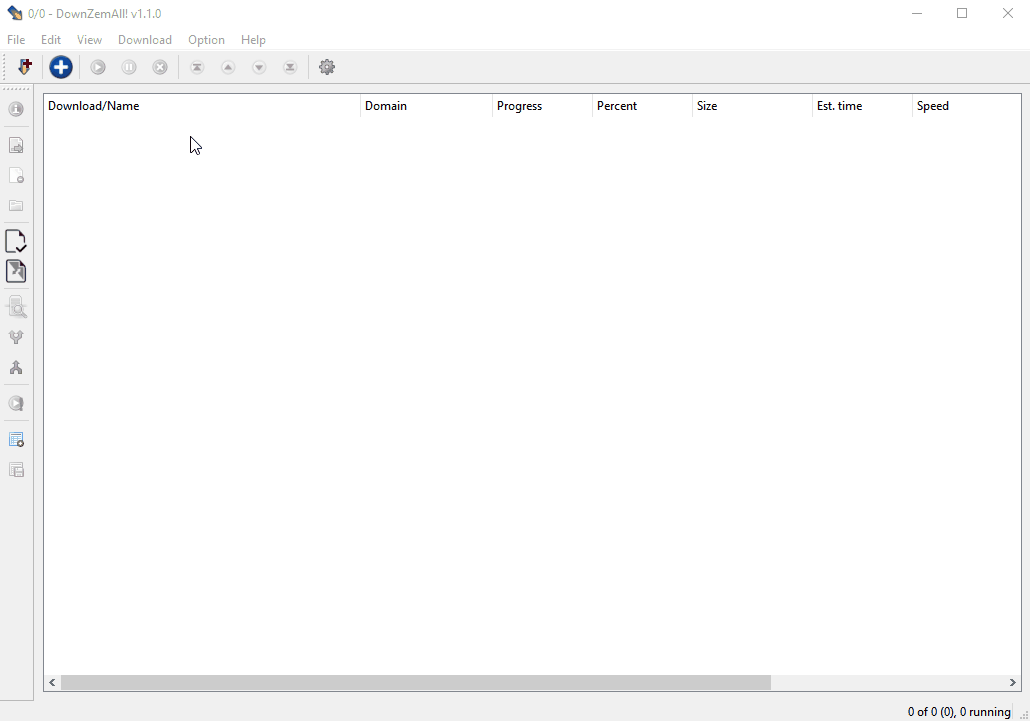 0/0 - DownZemAll! v1.1.0
File Edit View Download Option Help
Download/Name Domain Progress Percent Size Est. time Speed
0 of 0 (0), 0 running